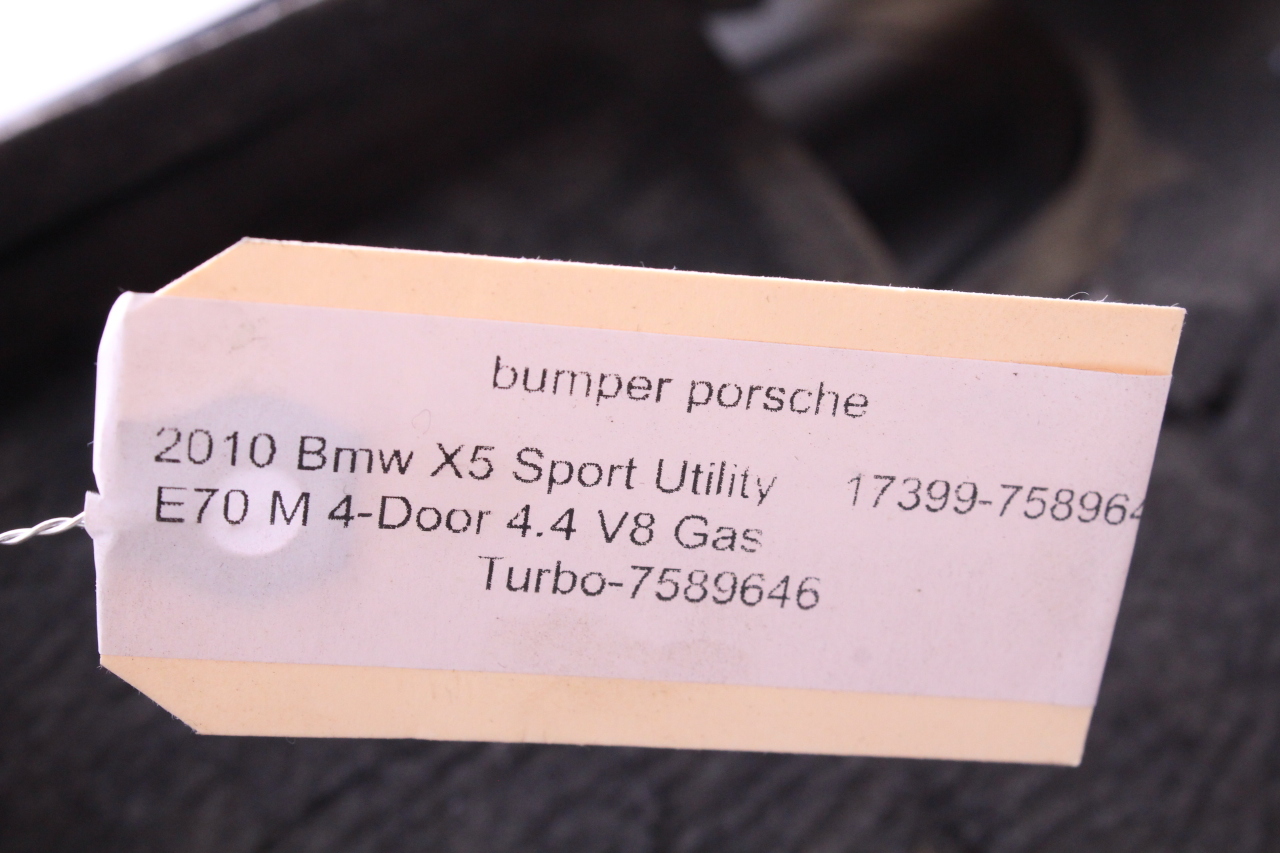 bumper porsche
2010 Bmw X5 Sport Utility 17399-758964
E70 M 4-Door 4.4 V8 Gas
Turbo-7589646